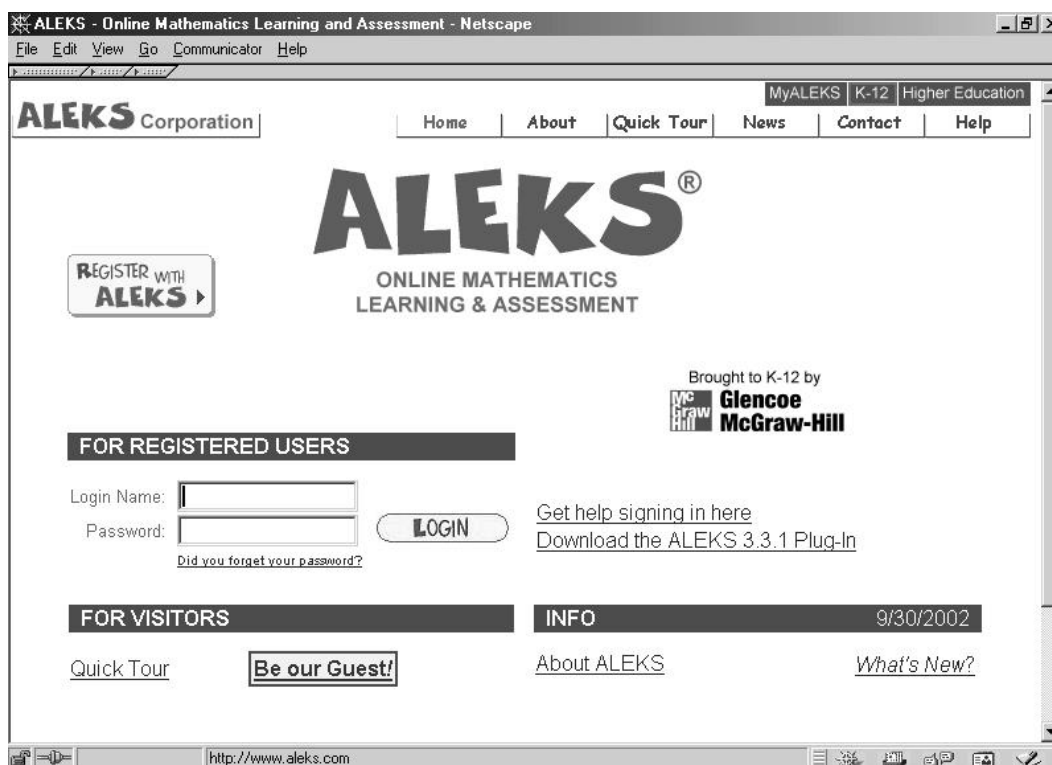 ALEKS - Online Mathematics Learning and Assessment - Netscape
File Edit View Go Communicator Help
MyALEKS K-12 Higher Education
ALEKS Corporation Home About Quick Tour News Contact Help
ALEKS®
REGISTER WITH
ALEKS
ONLINE MATHEMATICS
LEARNING & ASSESSMENT
Brought to K-12 by
Mc Graw Hill
Glencoe
McGraw-Hill
FOR REGISTERED USERS
Login Name:
Password:
LOGIN
Did you forget your password?
Get help signing in here
Download the ALEKS 3.3.1 Plug-In
FOR VISITORS
Quick Tour Be our Guest!
INFO 9/30/2002
About ALEKS What's New?
http://www.aleks.com